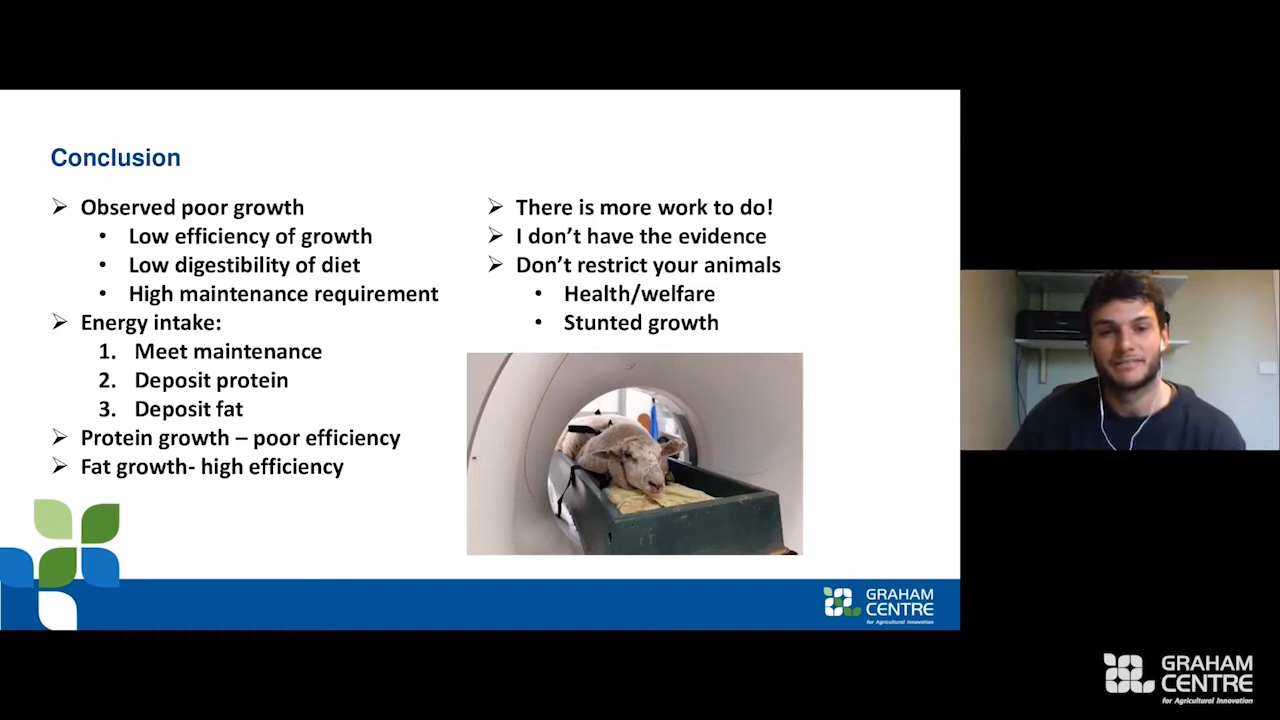 Conclusion
➢ Observed poor growth
• Low efficiency of growth
• Low digestibility of diet
• High maintenance requirement
➢ Energy intake:
1. Meet maintenance
2. Deposit protein
3. Deposit fat
➢ Protein growth – poor efficiency
➢ Fat growth- high efficiency
➢ There is more work to do!
➢ I don’t have the evidence
➢ Don’t restrict your animals
• Health/welfare
• Stunted growth
GRAHAM
CENTRE
for Agricultural Innovation
GRAHAM
CENTRE
for Agricultural Innovation